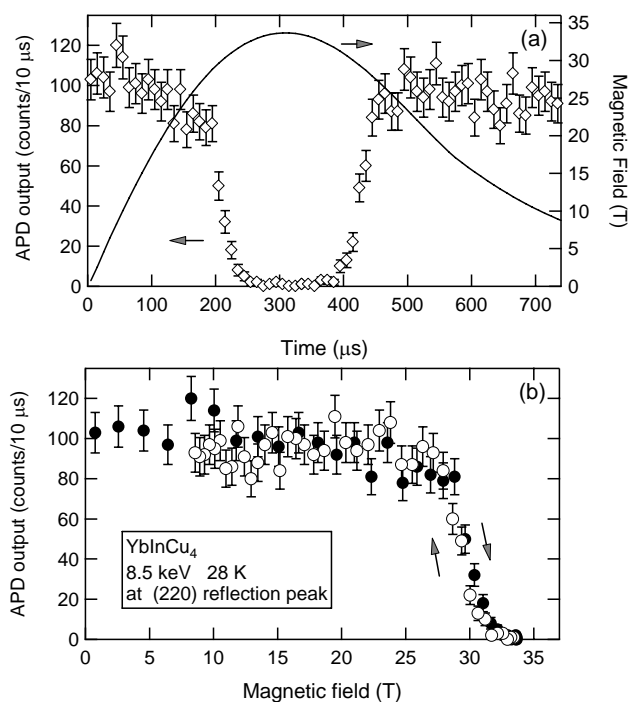 (a)
120
100
80
60
40
20
0
APD output (counts/10 μs)
35
30
25
20
15
10
5
0
Magnetic Field (T)
0 100 200 300 400 500 600 700
Time (μs)
(b)
120
100
80
60
40
20
0
APD output (counts/10 μs)
YbInCu4
8.5 keV 28 K
at (220) reflection peak
0 5 10 15 20 25 30 35
Magnetic field (T)